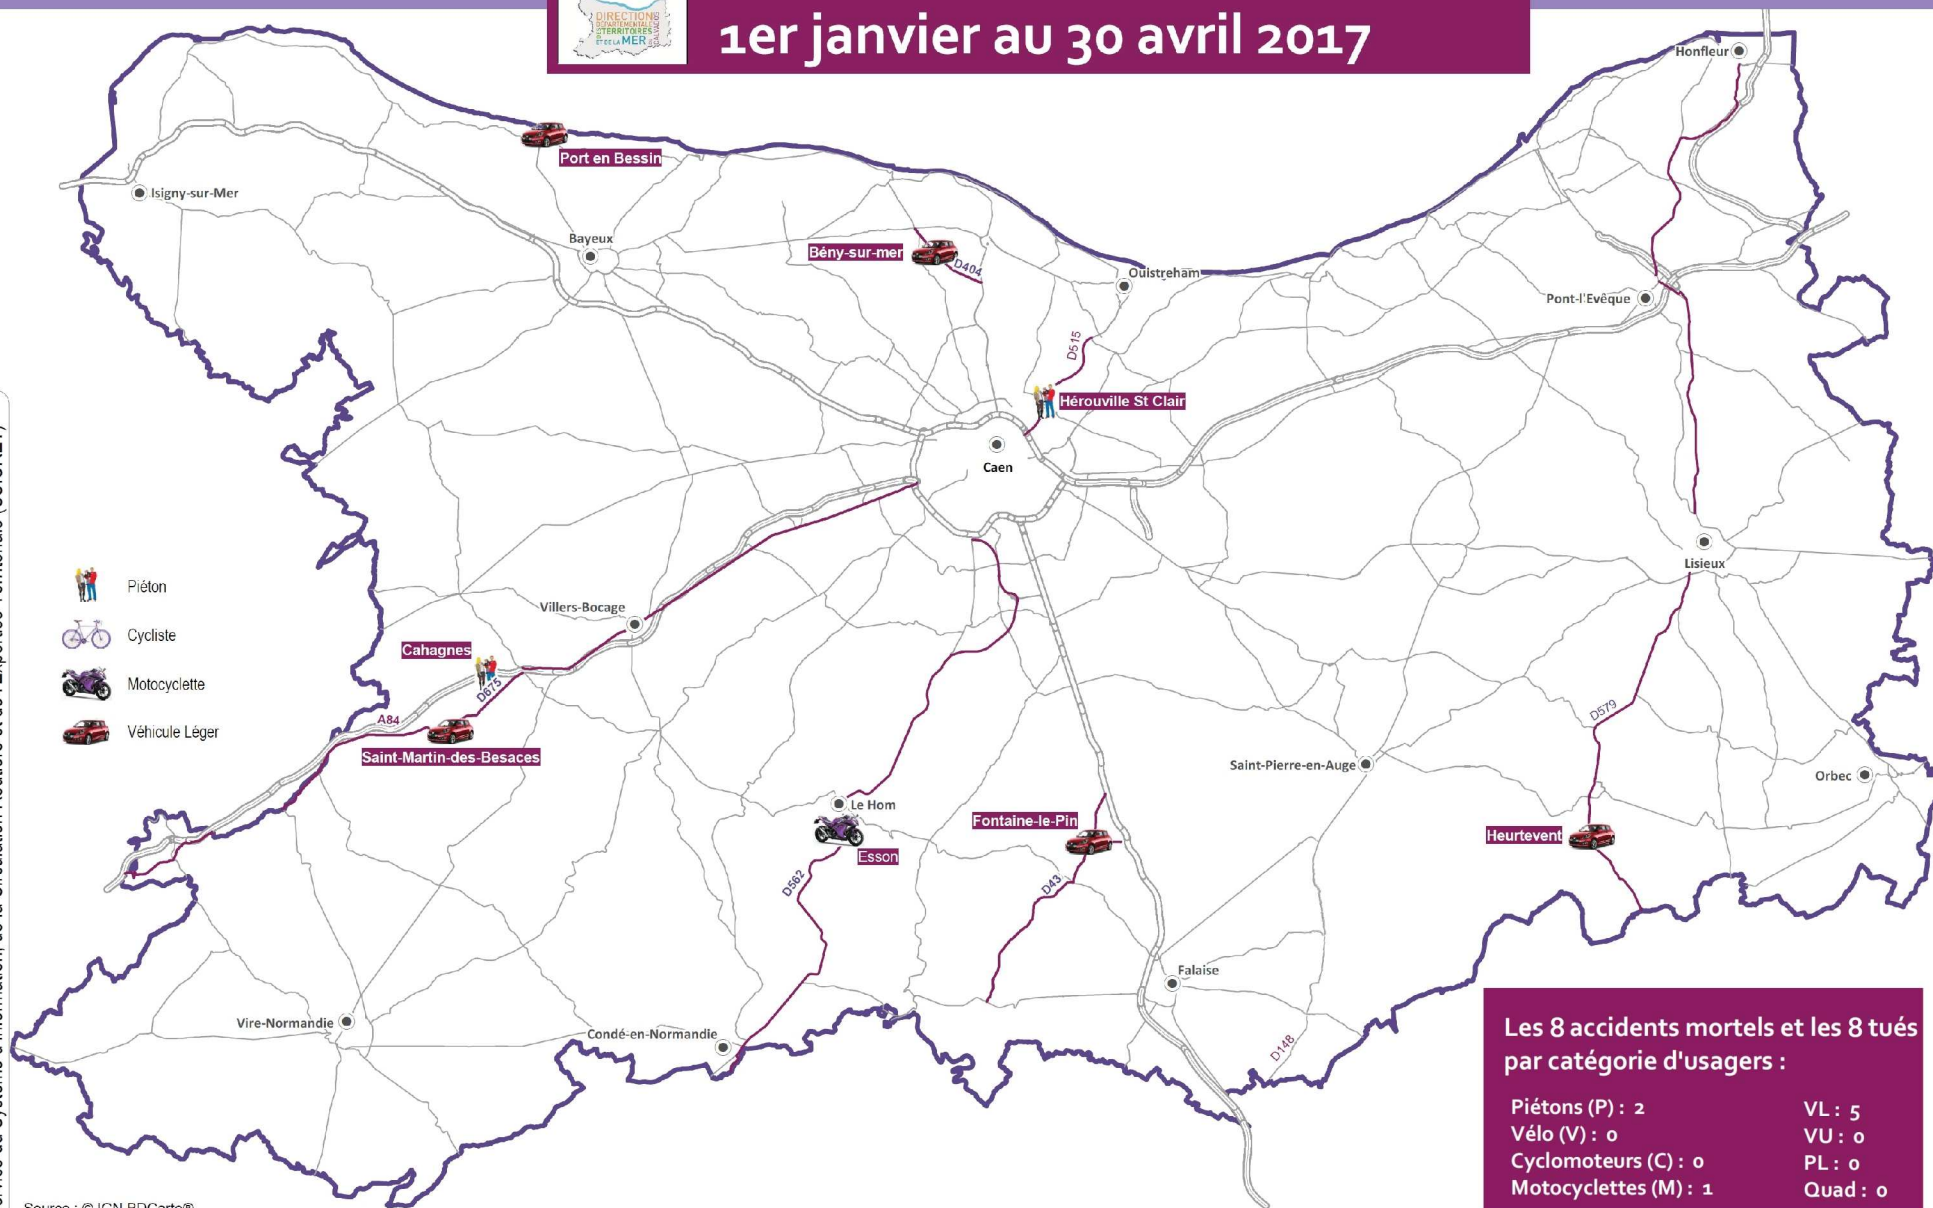 DIRECTION
DÉPARTEMENTALE
TERRITOIRES
ET DE LA MER
CALVADOS
1er janvier au 30 avril 2017
Honfleur
Port en Bessin
Isigny-sur-Mer
Bayeux
Bény-sur-mer
D404
Ouistreham
Pont-l'Evêque
D515
Hérouville St Clair
Caen
Lisieux
Piéton
Cycliste
Motocyclette
Véhicule Léger
Villers-Bocage
Cahagnes
D675
A84
Saint-Martin-des-Besaces
D579
Saint-Pierre-en-Auge
Orbec
Le Hom
Fontaine-le-Pin
Heurtevent
Esson
D562
D43
Falaise
Vire-Normandie
Condé-en-Normandie
D148
Les 8 accidents mortels et les 8 tués
par catégorie d'usagers :
Piétons (P) : 2
VL : 5
Vélo (V) : 0
VU : 0
Cyclomoteurs (C) : 0
PL : 0
Motocyclettes (M) : 1
Quad : 0
Source : © IGN BDCarto®